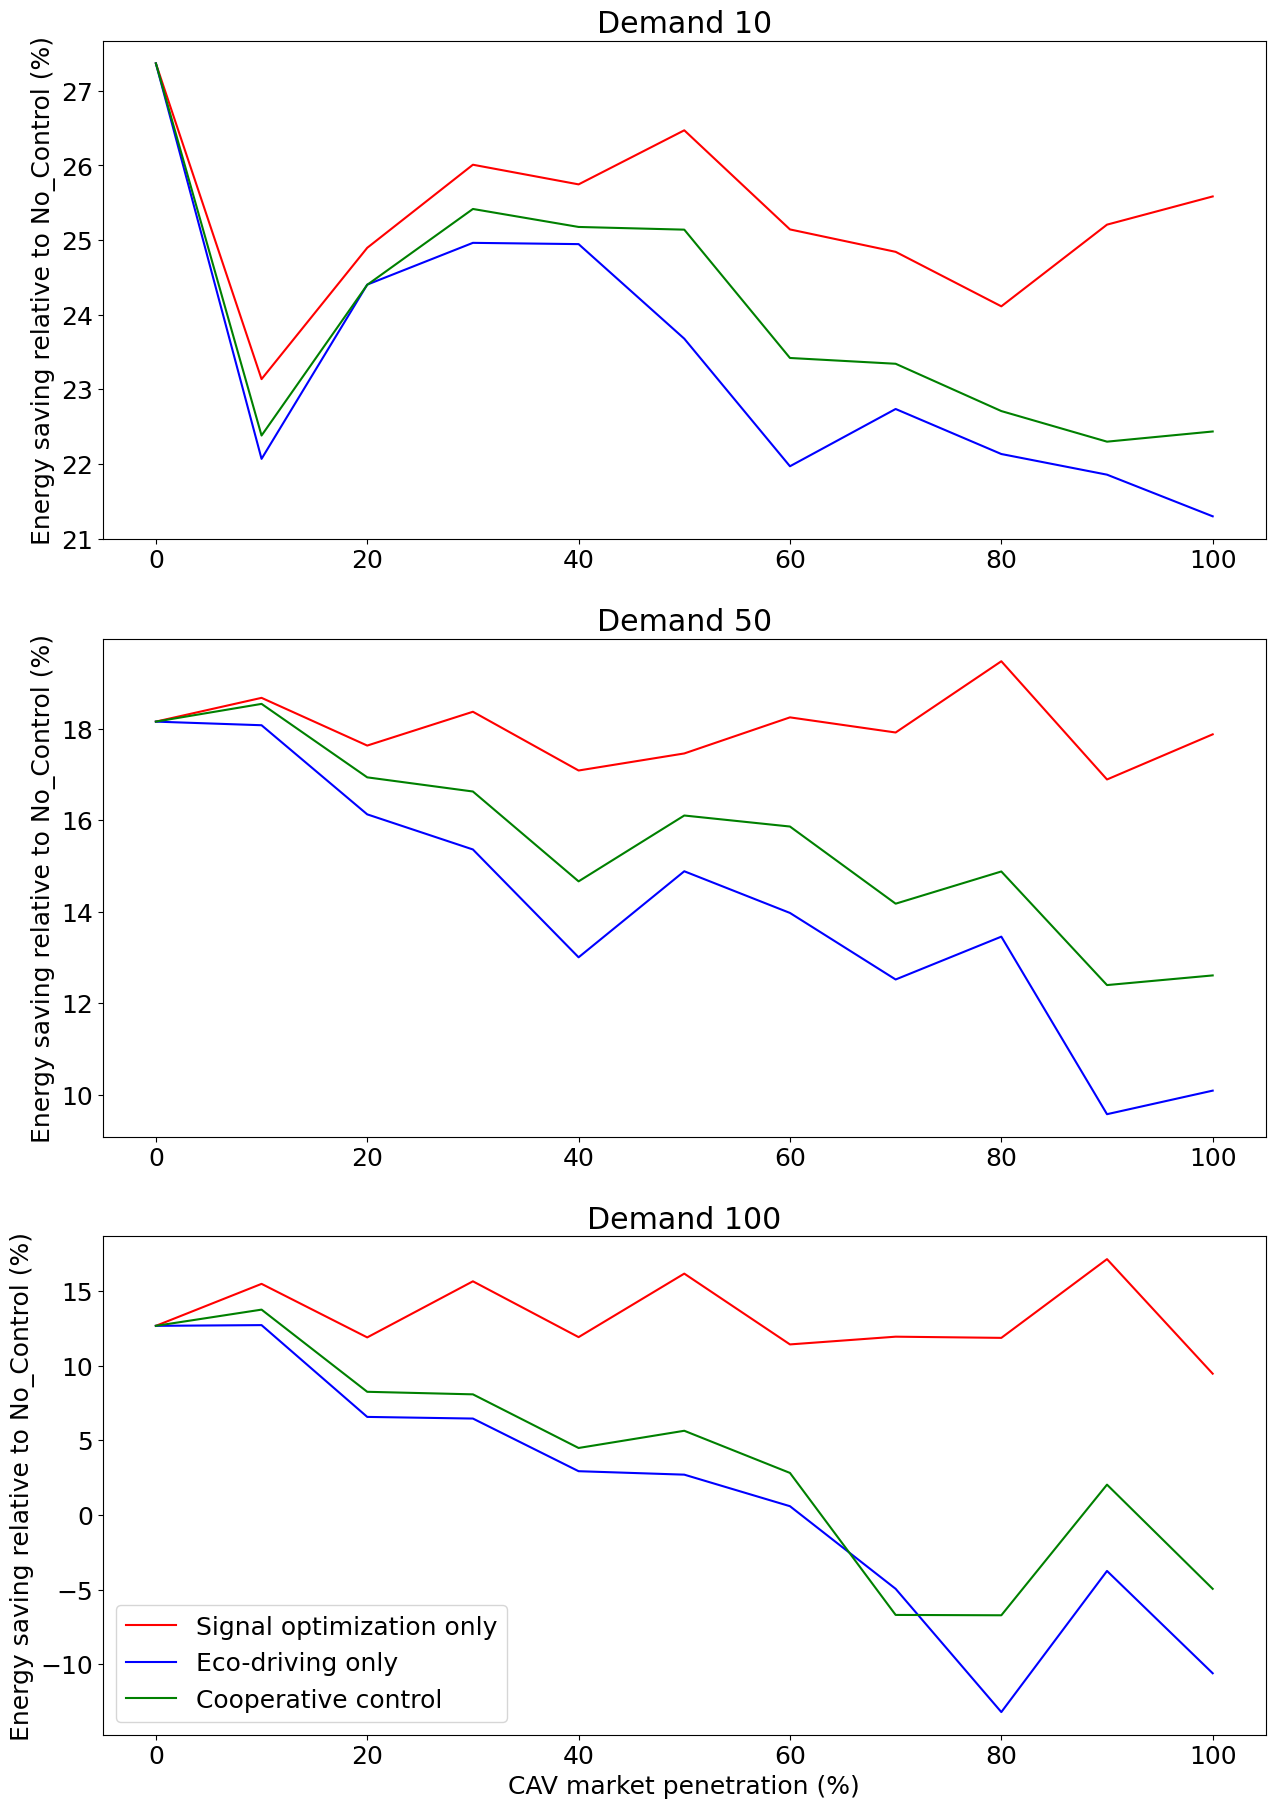 Demand 10
Energy saving relative to No_Control (%)
27
26
25
24
23
22
21
0 20 40 60 80 100
Demand 50
Energy saving relative to No_Control (%)
18
16
14
12
10
0 20 40 60 80 100
Demand 100
Energy saving relative to No_Control (%)
15
10
5
0
−5
−10
Signal optimization only
Eco-driving only
Cooperative control
0 20 40 60 80 100
CAV market penetration (%)